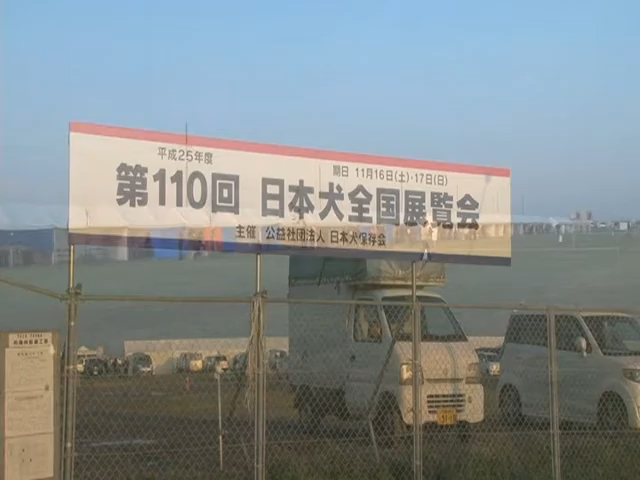 平成25年度
期日 11月16日(土)・17日(日)
第110回 日本犬全国展覧会
主催 公益社団法人 日本犬保存会